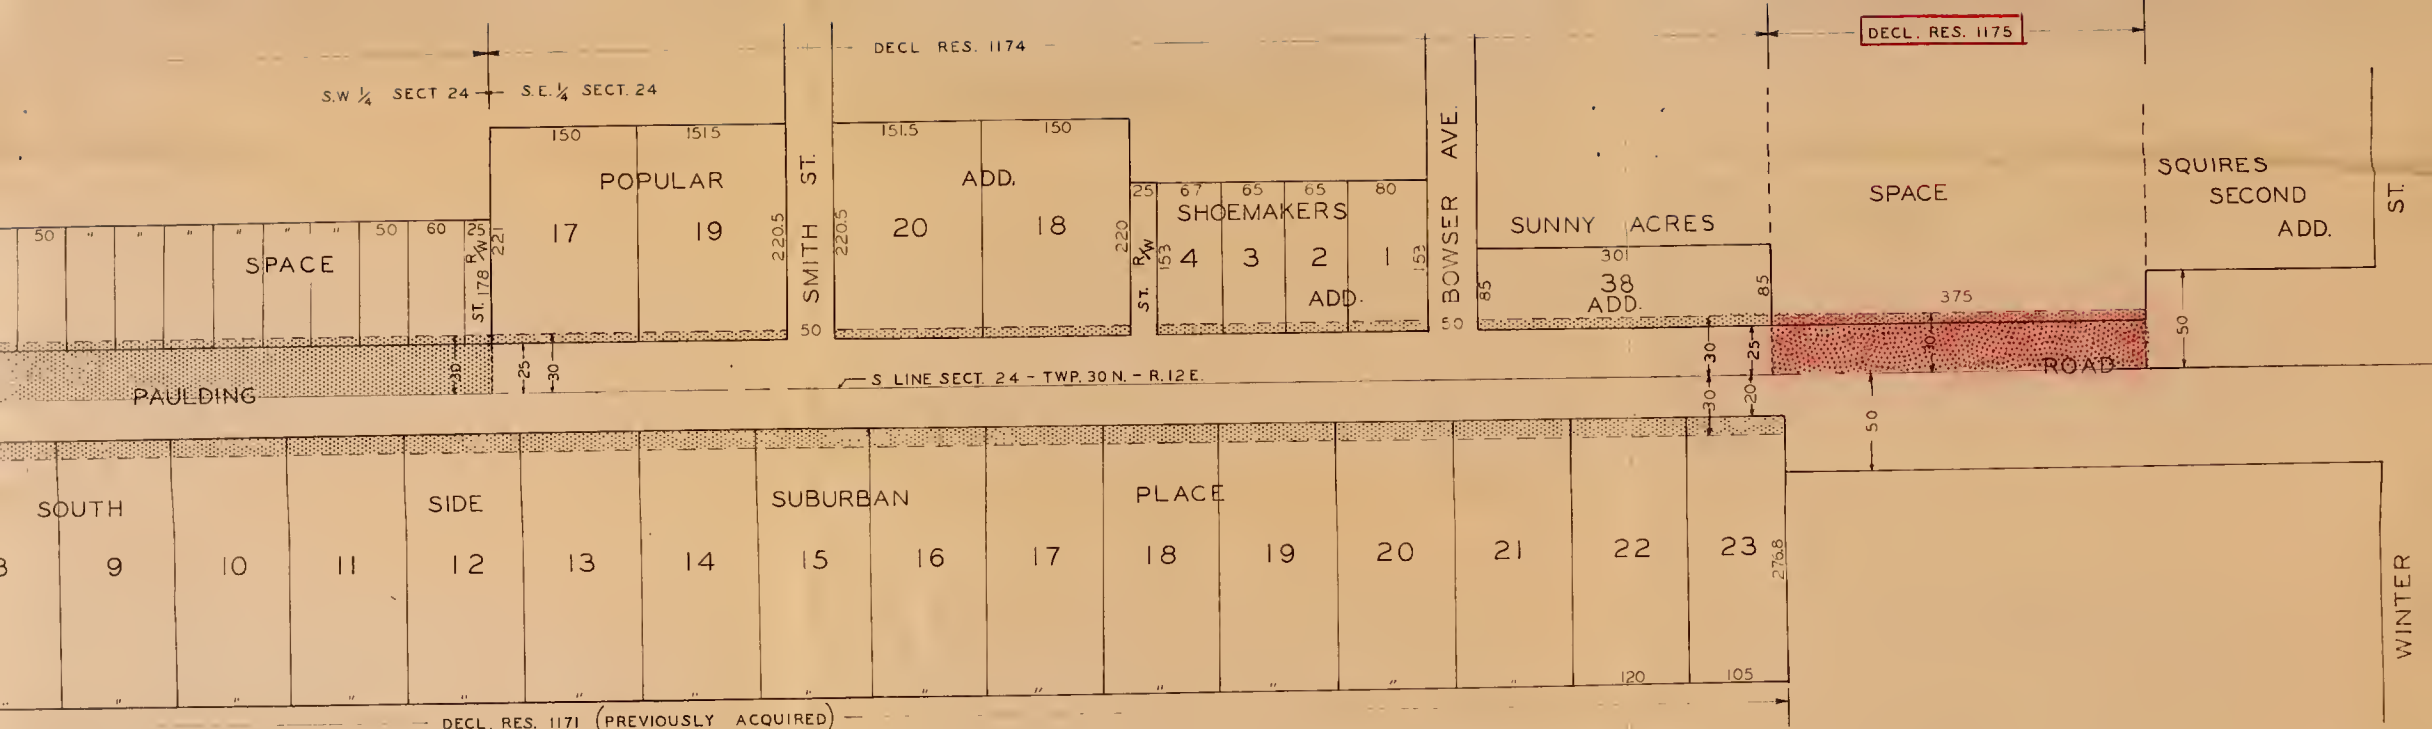 DECL RES. 1174
DECL. RES. 1175
S.W ¼ SECT 24
S.E. ¼ SECT. 24
150
151 5
151.5
150
POPULAR
ADD.
17
19
20
18
221
220.5
220.5
220
SMITH ST.
50
50 " " " " " " 50 60 25
SPACE
ST. 178 R/W
25
ST. R/W
67 65 65 80
SHOEMAKERS
4 3 2 1
ADD.
153
153
BOWSER AVE.
50
SUNNY ACRES
301
38
ADD.
85
85
SPACE
375
SQUIRES
SECOND
ADD.
ST.
50
30
25
30
30
25
30
20
30
50
PAULDING
ROAD
S LINE SECT. 24 - TWP. 30 N. - R. 12 E.
SOUTH SIDE SUBURBAN PLACE
8 9 10 11 12 13 14 15 16 17 18 19 20 21 22 23
276.8
" " " " " " " " " " " " " " 120 105
WINTER
DECL. RES. 1171 (PREVIOUSLY ACQUIRED)